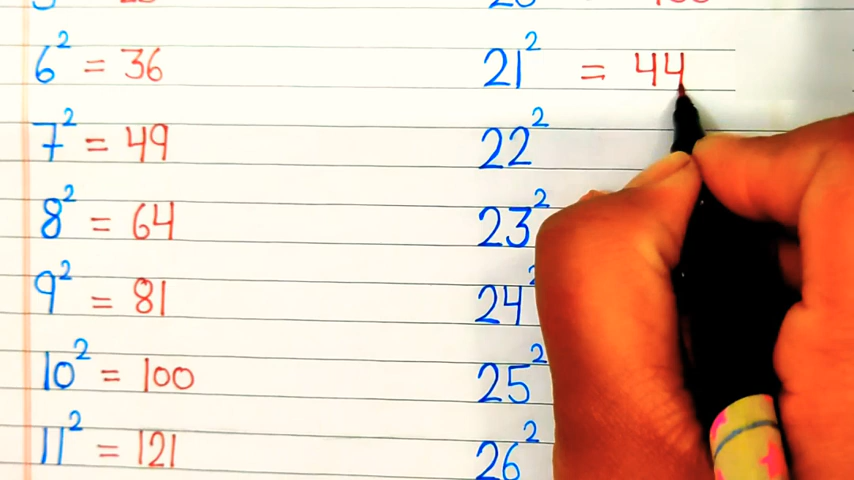 6² = 36
7² = 49
8² = 64
9² = 81
10² = 100
11² = 121
21² = 44
22²
23²
24²
25²
26²